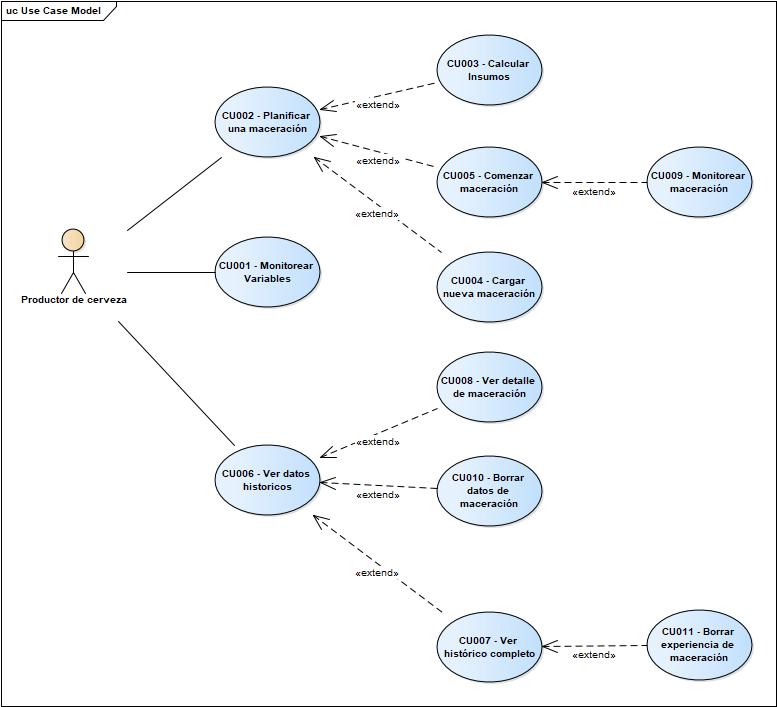 uc Use Case Model
CU003 - Calcular
Insumos
CU002 - Planificar
una maceración
«extend»
CU005 - Comenzar
maceración
«extend»
CU009 - Monitorear
maceración
«extend»
«extend»
CU004 - Cargar
nueva maceración
CU001 - Monitorear
Variables
Productor de cerveza
CU008 - Ver detalle
de maceración
«extend»
CU006 - Ver datos
historicos
CU010 - Borrar
datos de
maceración
«extend»
«extend»
CU007 - Ver
histórico completo
CU011 - Borrar
experiencia de
maceración
«extend»